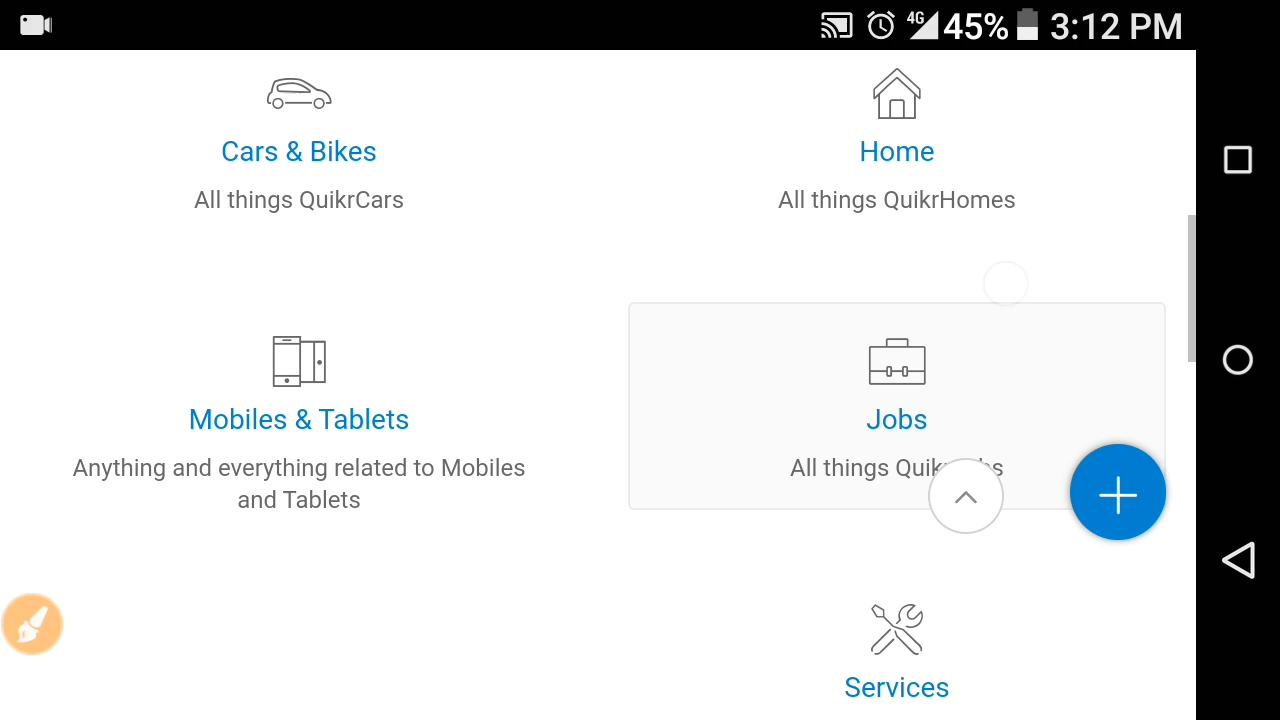 4G 45% 3:12 PM
Cars & Bikes
All things QuikrCars
Home
All things QuikrHomes
Mobiles & Tablets
Anything and everything related to Mobiles
and Tablets
Jobs
All things
Services